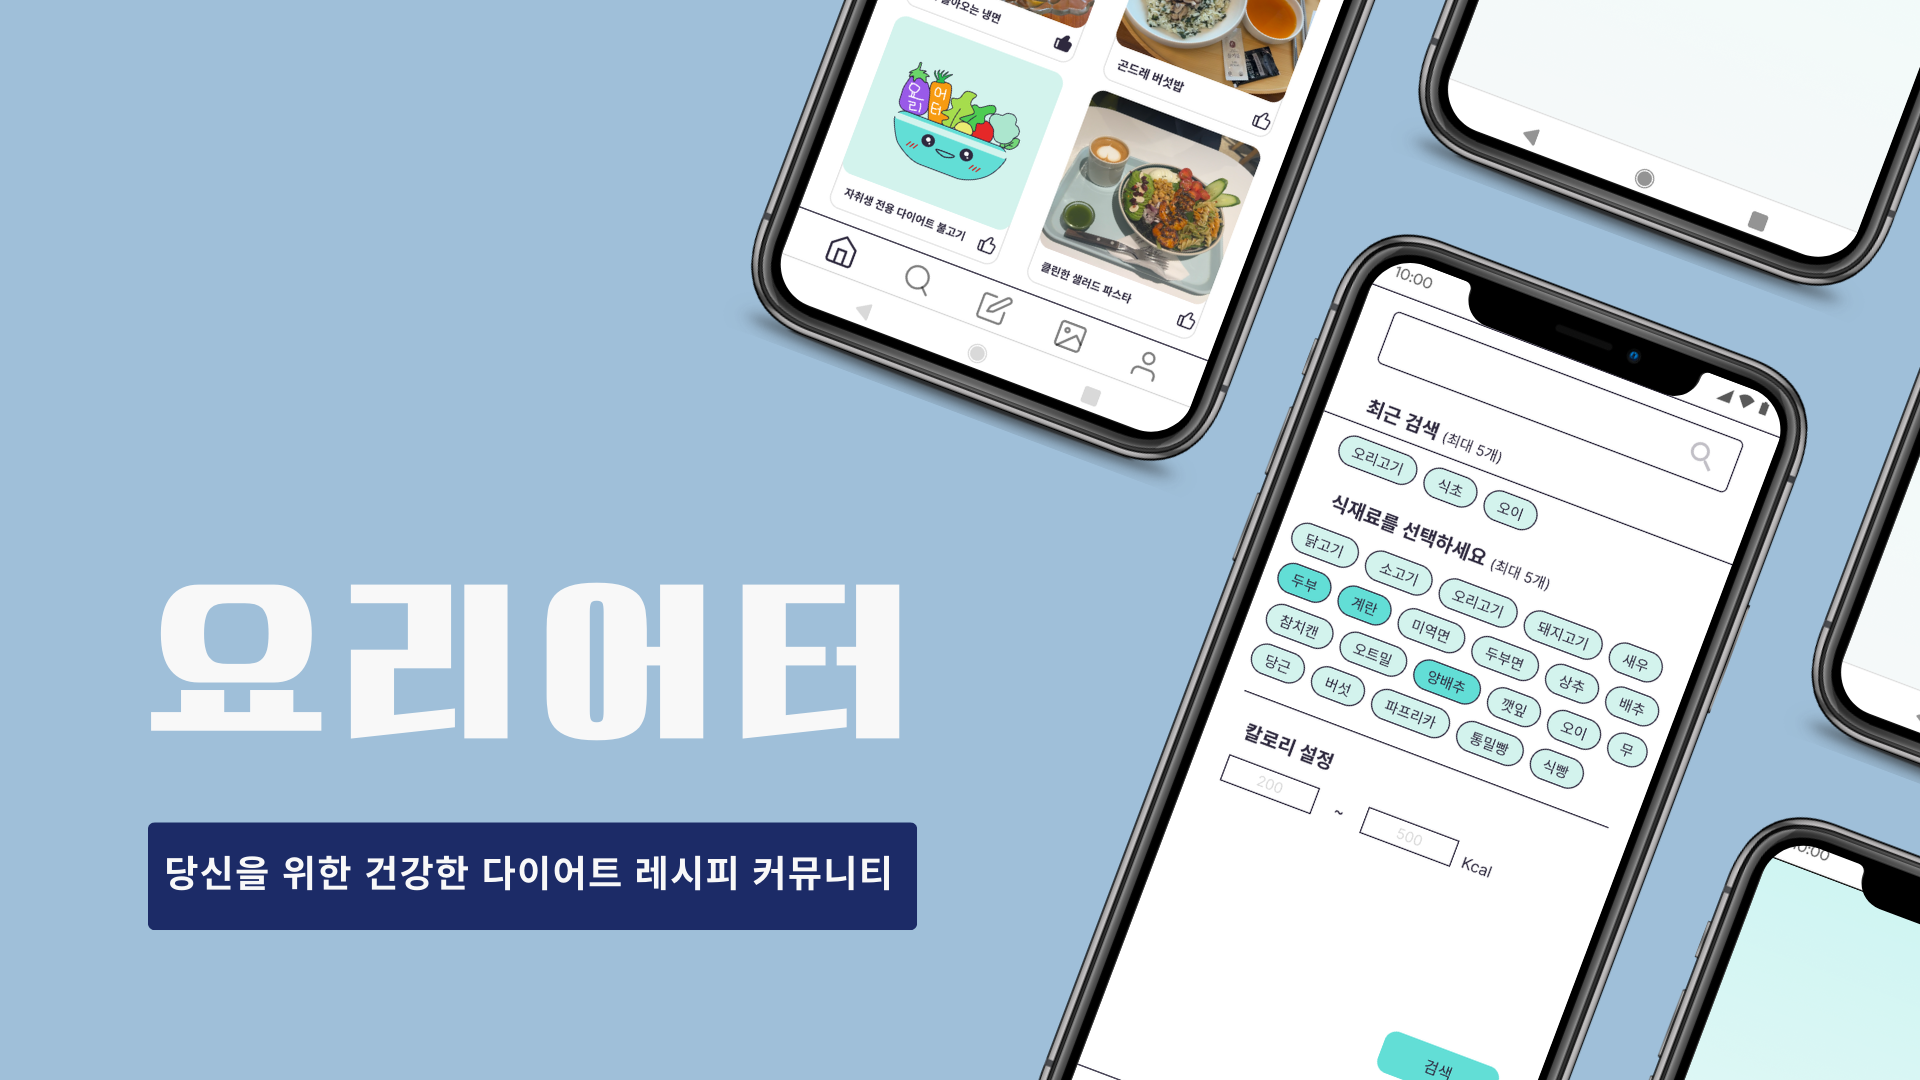 요리어터
당신을 위한 건강한 다이어트 레시피 커뮤니티
돌아오는 냉면
곤드레 버섯밥
요리
어터
자취생 전용 다이어트 불고기
클린한 샐러드 파스타
10:00
최근 검색 (최대 5개)
오리고기 식초 오이
식재료를 선택하세요 (최대 5개)
닭고기 소고기 오리고기 돼지고기 새우
두부 계란 미역면 두부면 상추 배추
참치캔 오트밀 양배추 깻잎 오이 무
당근 버섯 파프리카 통밀빵 식빵
칼로리 설정
200 ~ 500 Kcal
검색
10:00